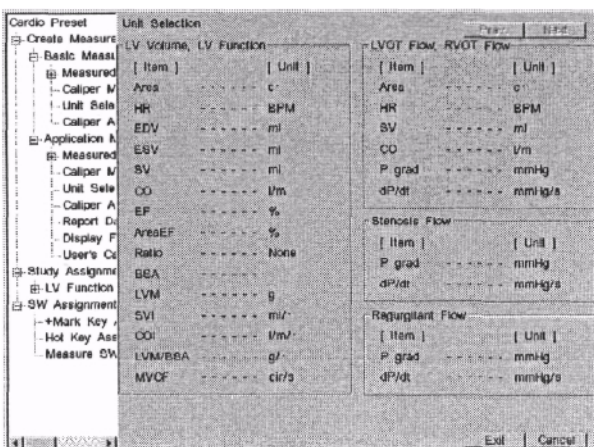 Cardio Preset
Create Measure
Basic Measu
Measured
Caliper M
Unit Sele
Caliper A
Application M
Measured
Caliper M
Unit Sele
Caliper A
Report Da
Display F
User's Ca
Study Assignme
LV Function
SW Assignment
+Mark Key
Hot Key Ass
Measure SW
Unit Selection
Prev. Next
LV Volume, LV Function
[ Item ] [ Unit ]
Area - - - - - -
HR - - - - - - BPM
EDV - - - - - - ml
ESV - - - - - - ml
SV - - - - - - ml
CO - - - - - - l/m
EF - - - - - - %
AreaEF - - - - - - %
Ratio - - - - - - None
BSA - - - - - -
LVM - - - - - - g
SVI - - - - - - ml/
COI - - - - - - l/m/
LVM/BSA - - - - - - g/
MVCF - - - - - - cir/s
LVOT Flow, RVOT Flow
[ Item ] [ Unit ]
Area - - - - - -
HR - - - - - - BPM
SV - - - - - - ml
CO - - - - - - l/m
P grad - - - - - - mmHg
dP/dt - - - - - - mmHg/s
Stenosis Flow
[ Item ] [ Unit ]
P grad - - - - - - mmHg
dP/dt - - - - - - mmHg/s
Regurgitant Flow
[ Item ] [ Unit ]
P grad - - - - - - mmHg
dP/dt - - - - - - mmHg/s
Exit Cancel